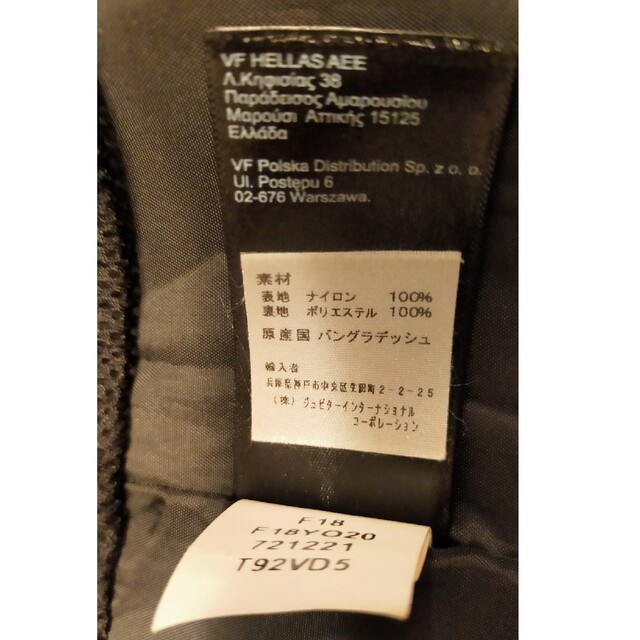 VF HELLAS AEE
Λ.Κηφισίας 38
Παράδεισος Αμαρουσίου
Μαρούσι Αττικής 15125
Ελλάδα
VF Polska Distribution Sp. z o. o.
Ul. Postępu 6
02-676 Warszawa.
素材
表地 ナイロン 100%
裏地 ポリエステル 100%
原産国 バングラデッシュ
輸入者
兵庫県神戸市中央区生田町2-2-25
(株) ジュピターインターナショナル
コーポレーション
F18
F18YO20
721221
T92VD5